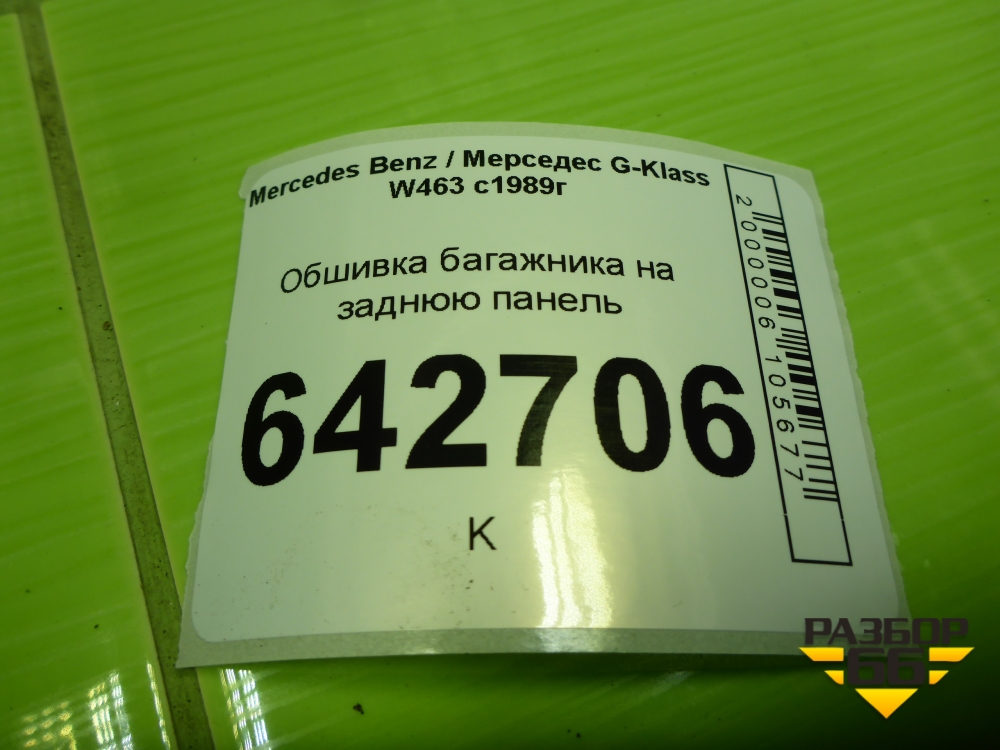 Mercedes Benz / Мерседес G-Klass
W463 с1989г
Обшивка багажника на
заднюю панель
642706
К
2000006105677
РАЗБОР
66